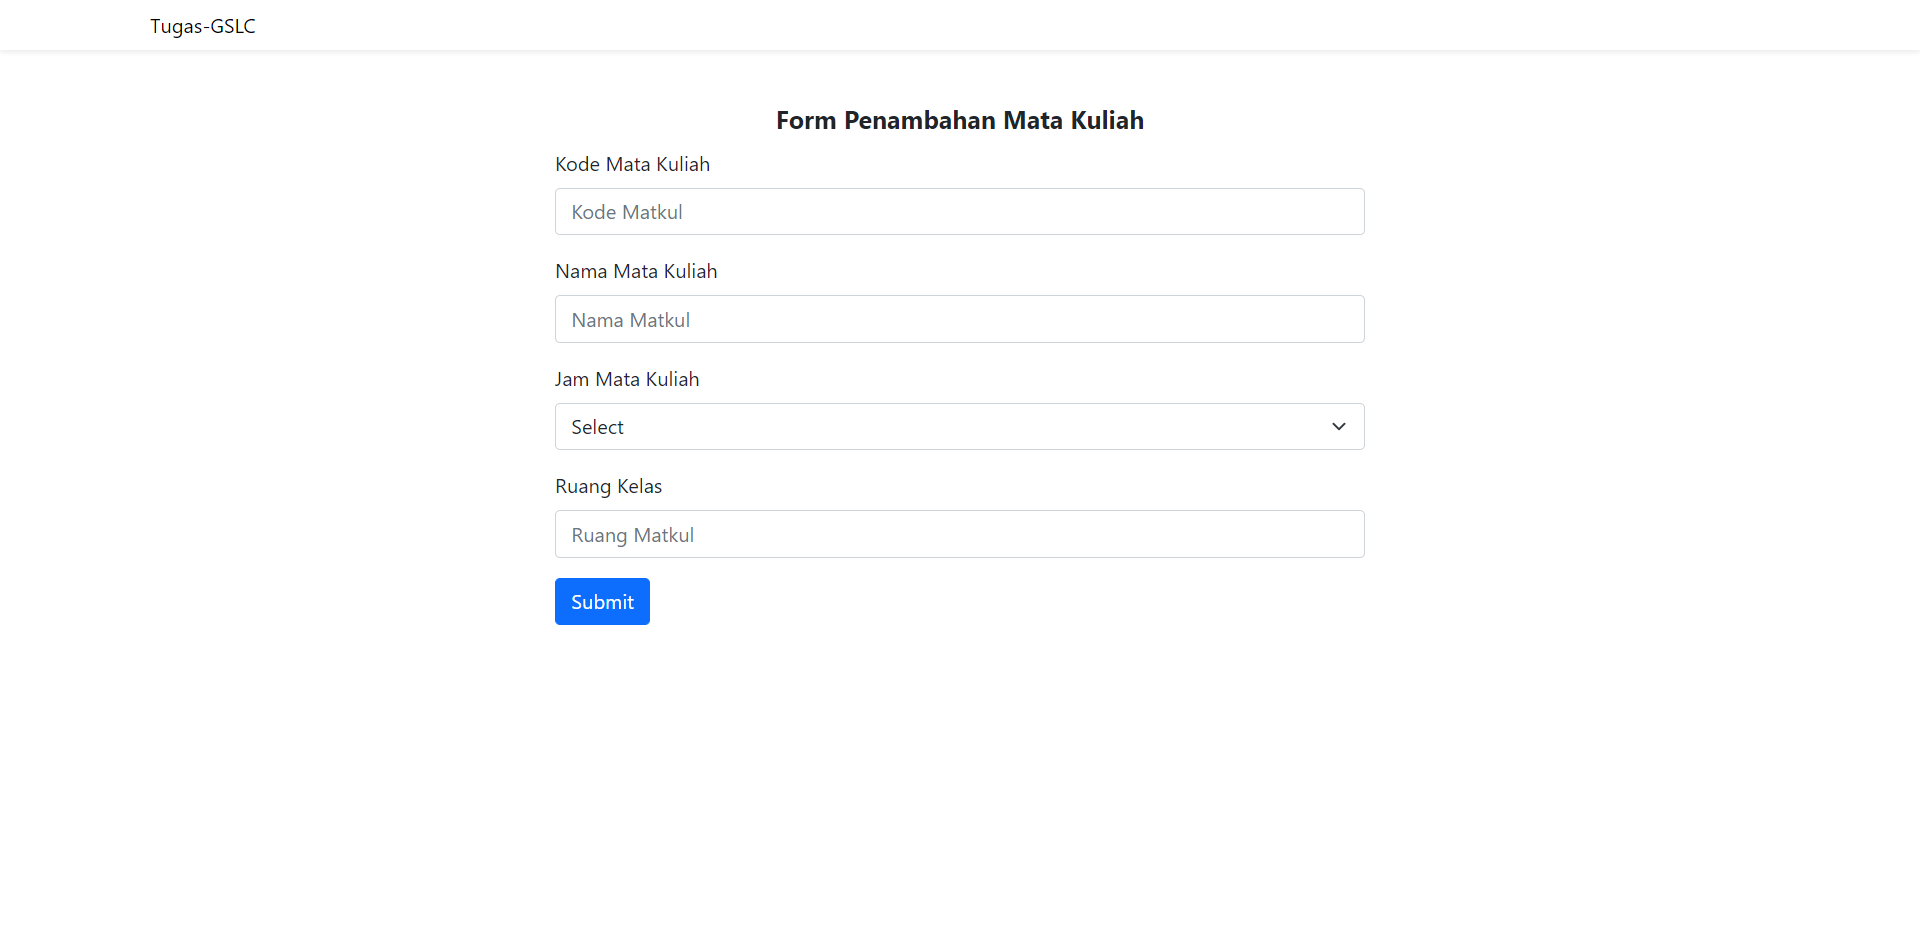 Tugas-GSLC
Form Penambahan Mata Kuliah
Kode Mata Kuliah
Kode Matkul
Nama Mata Kuliah
Nama Matkul
Jam Mata Kuliah
Select
Ruang Kelas
Ruang Matkul
Submit